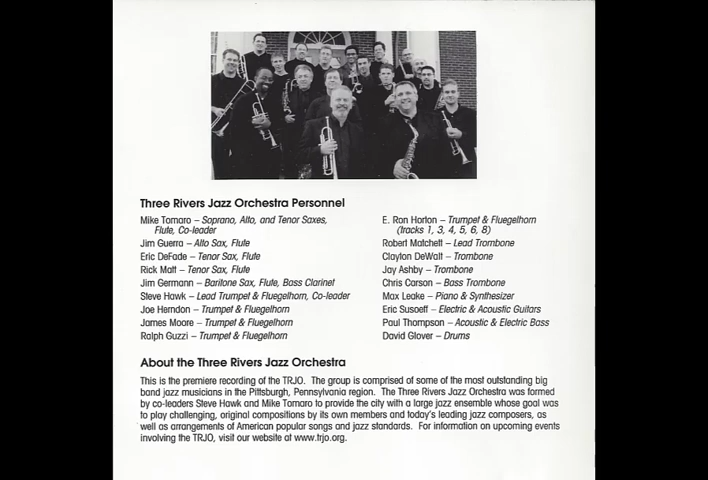 Three Rivers Jazz Orchestra Personnel
Mike Tomaro – Soprano, Alto, and Tenor Saxes,
Flute, Co-leader
Jim Guerra – Alto Sax, Flute
Eric DeFade – Tenor Sax, Flute
Rick Matt – Tenor Sax, Flute
Jim Germann – Baritone Sax, Flute, Bass Clarinet
Steve Hawk – Lead Trumpet & Fluegelhorn, Co-leader
Joe Herndon – Trumpet & Fluegelhorn
James Moore – Trumpet & Fluegelhorn
Ralph Guzzi – Trumpet & Fluegelhorn
E. Ron Horton – Trumpet & Fluegelhorn
(tracks 1, 3, 4, 5, 6, 8)
Robert Matchett – Lead Trombone
Clayton DeWalt – Trombone
Jay Ashby – Trombone
Chris Carson – Bass Trombone
Max Leake – Piano & Synthesizer
Eric Susoeff – Electric & Acoustic Guitars
Paul Thompson – Acoustic & Electric Bass
David Glover – Drums
About the Three Rivers Jazz Orchestra
This is the premiere recording of the TRJO. The group is comprised of some of the most outstanding big
band jazz musicians in the Pittsburgh, Pennsylvania region. The Three Rivers Jazz Orchestra was formed
by co-leaders Steve Hawk and Mike Tomaro to provide the city with a large jazz ensemble whose goal was
to play challenging, original compositions by its own members and today's leading jazz composers, as
well as arrangements of American popular songs and jazz standards. For information on upcoming events
involving the TRJO, visit our website at www.trjo.org.